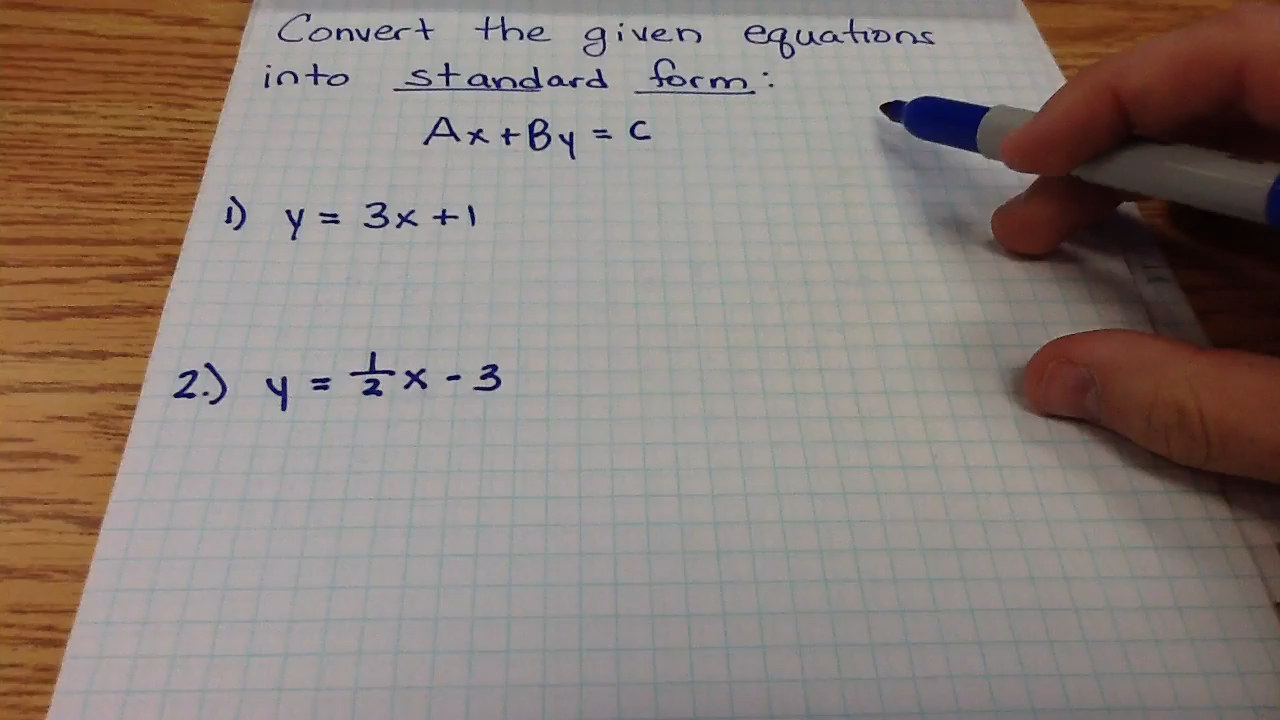 Convert the given equations
into standard form:
Ax + By = C
1) y = 3x + 1
2.) y = 1/2 x - 3